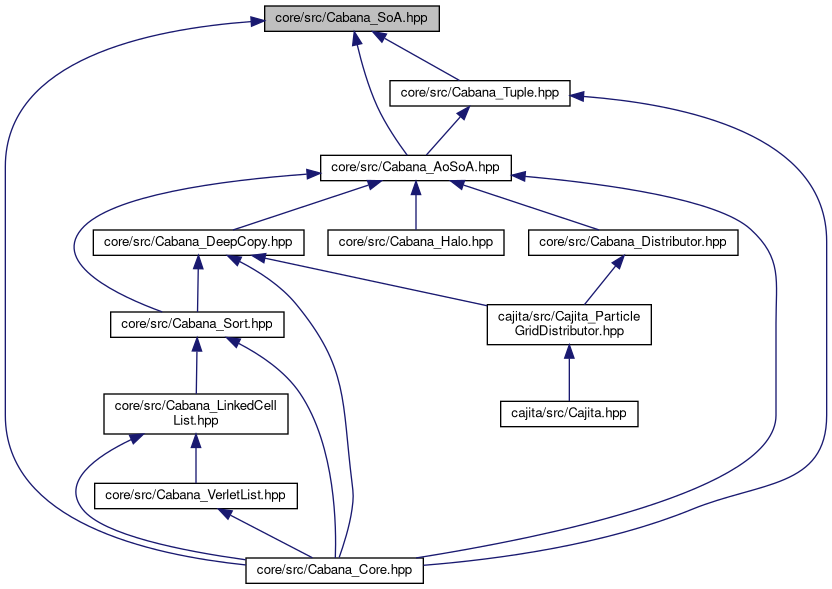 core/src/Cabana_SoA.hpp
core/src/Cabana_Tuple.hpp
core/src/Cabana_AoSoA.hpp
core/src/Cabana_DeepCopy.hpp
core/src/Cabana_Halo.hpp
core/src/Cabana_Distributor.hpp
core/src/Cabana_Sort.hpp
cajita/src/Cajita_Particle
GridDistributor.hpp
core/src/Cabana_LinkedCell
List.hpp
cajita/src/Cajita.hpp
core/src/Cabana_VerletList.hpp
core/src/Cabana_Core.hpp